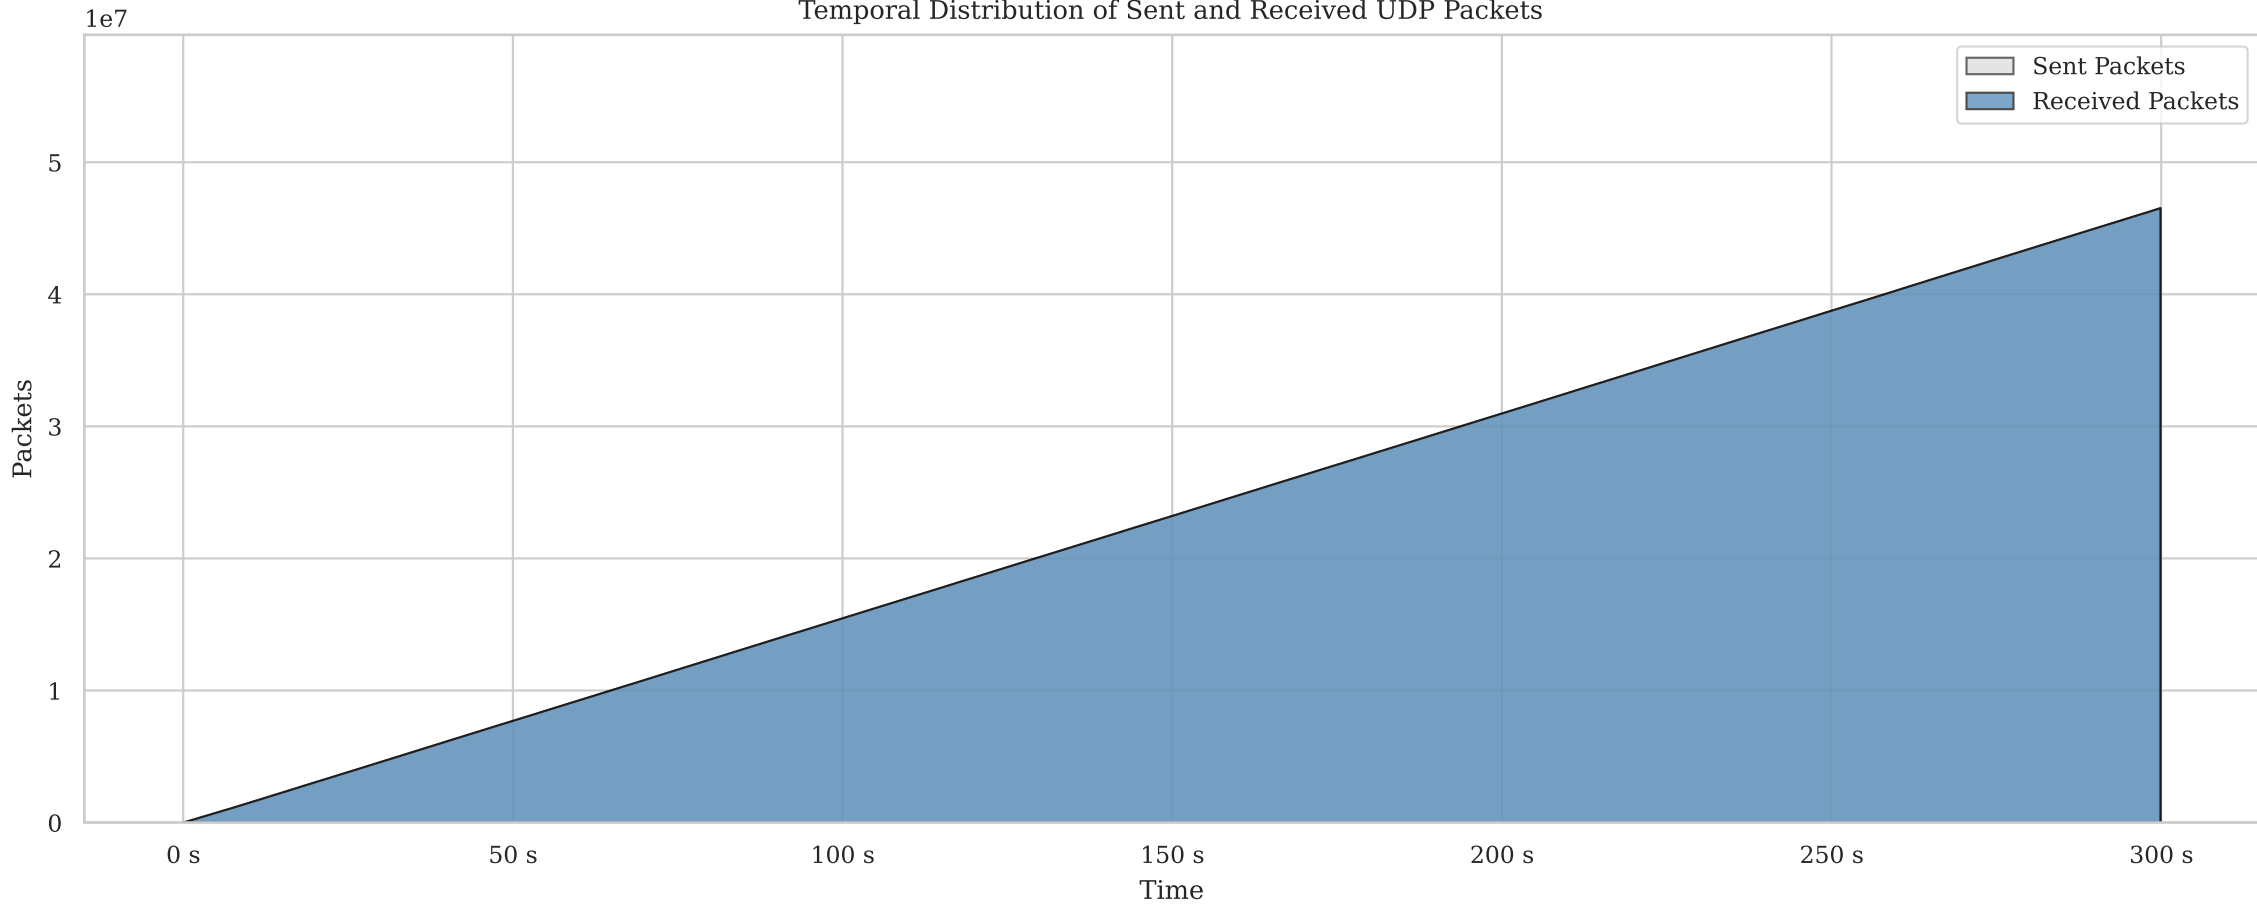 Temporal Distribution of Sent and Received UDP Packets
1e7
Sent Packets
Received Packets
5
4
3
2
1
0
Packets
0 s 50 s 100 s 150 s 200 s 250 s 300 s
Time